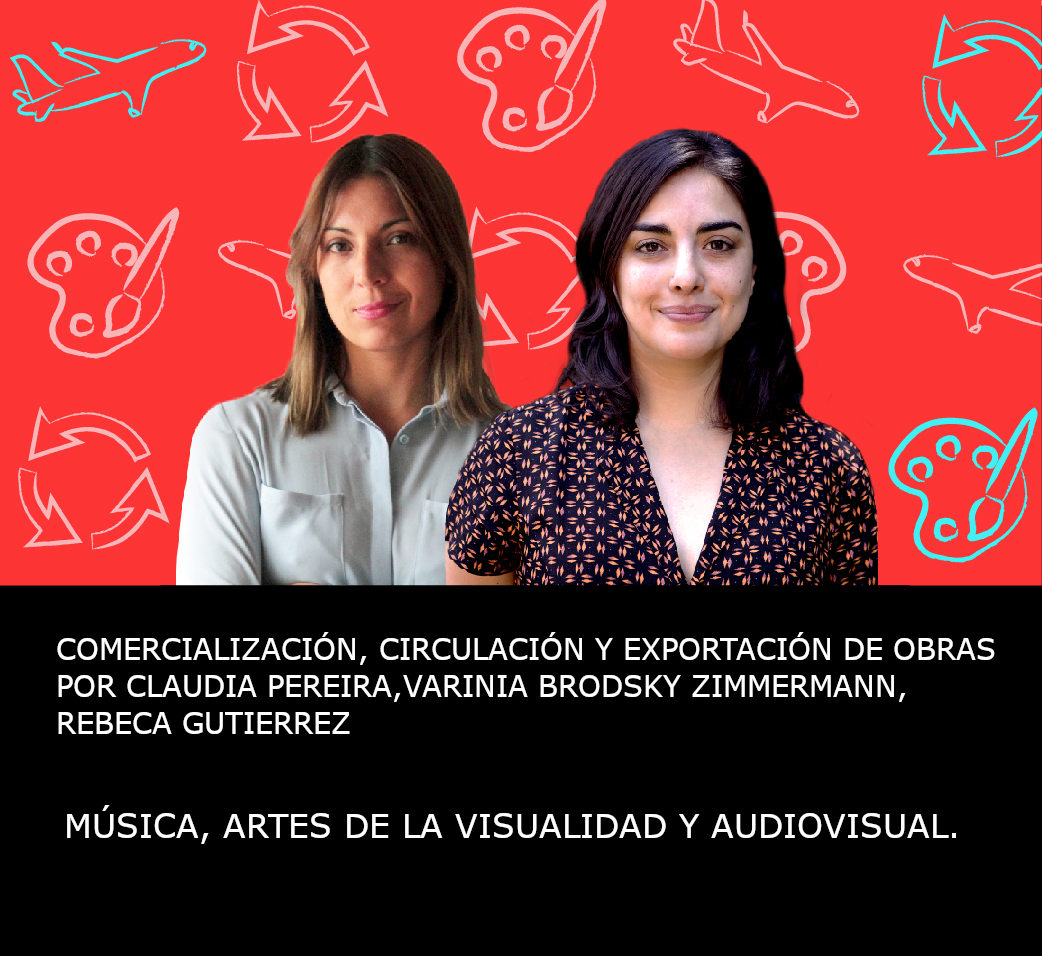 COMERCIALIZACIÓN, CIRCULACIÓN Y EXPORTACIÓN DE OBRAS
POR CLAUDIA PEREIRA,VARINIA BRODSKY ZIMMERMANN,
REBECA GUTIERREZ
MÚSICA, ARTES DE LA VISUALIDAD Y AUDIOVISUAL.